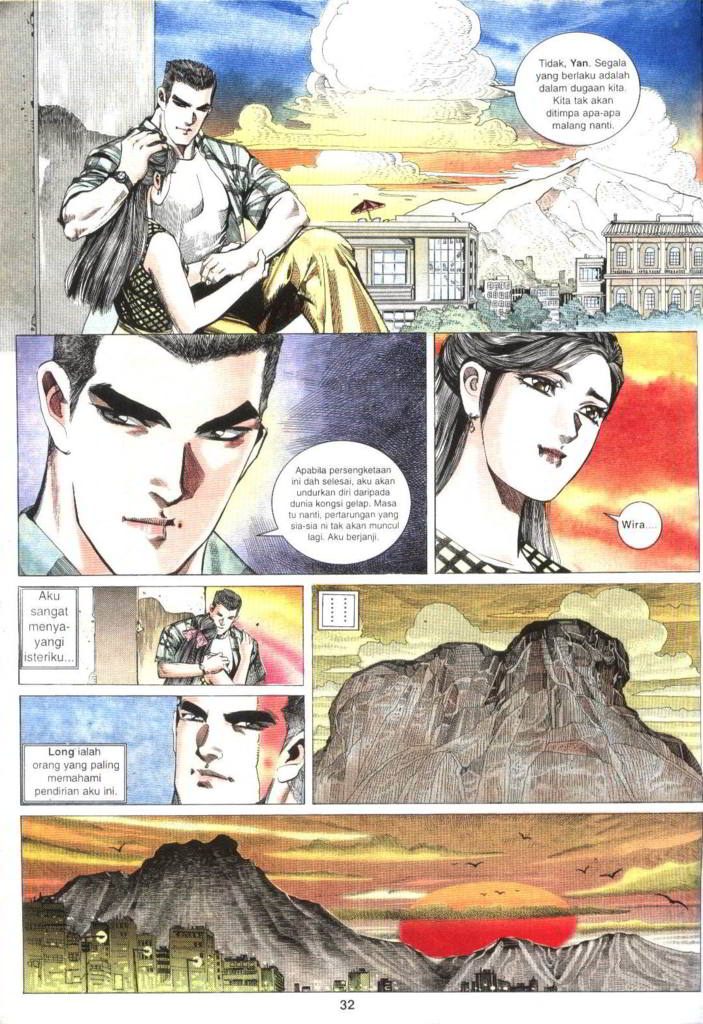 Tidak, Yan. Segala
yang berlaku adalah
dalam dugaan kita.
Kita tak akan
ditimpa apa-apa
malang nanti.
Apabila persengketaan
ini dah selesai, aku akan
undurkan diri daripada
dunia kongsi gelap. Masa
tu nanti, pertarungan yang
sia-sia ni tak akan muncul
lagi. Aku berjanji.
Wira....
Aku
sangat
menya-
yangi
isteriku...
Long ialah
orang yang paling
memahami
pendirian aku ini.
32